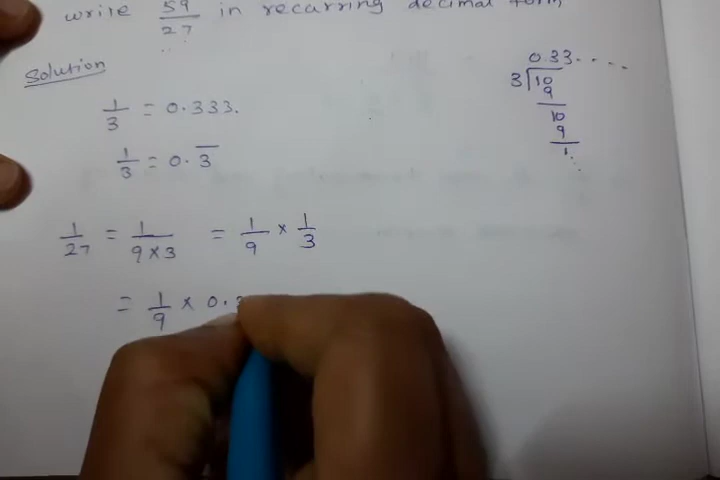 write 59/27 in recurring decimal form
Solution
1/3 = 0.333.
1/3 = 0.3̅
1/27 = 1/9×3 = 1/9 × 1/3
= 1/9 × 0.3
0.33....
3 10
9
10
9
1